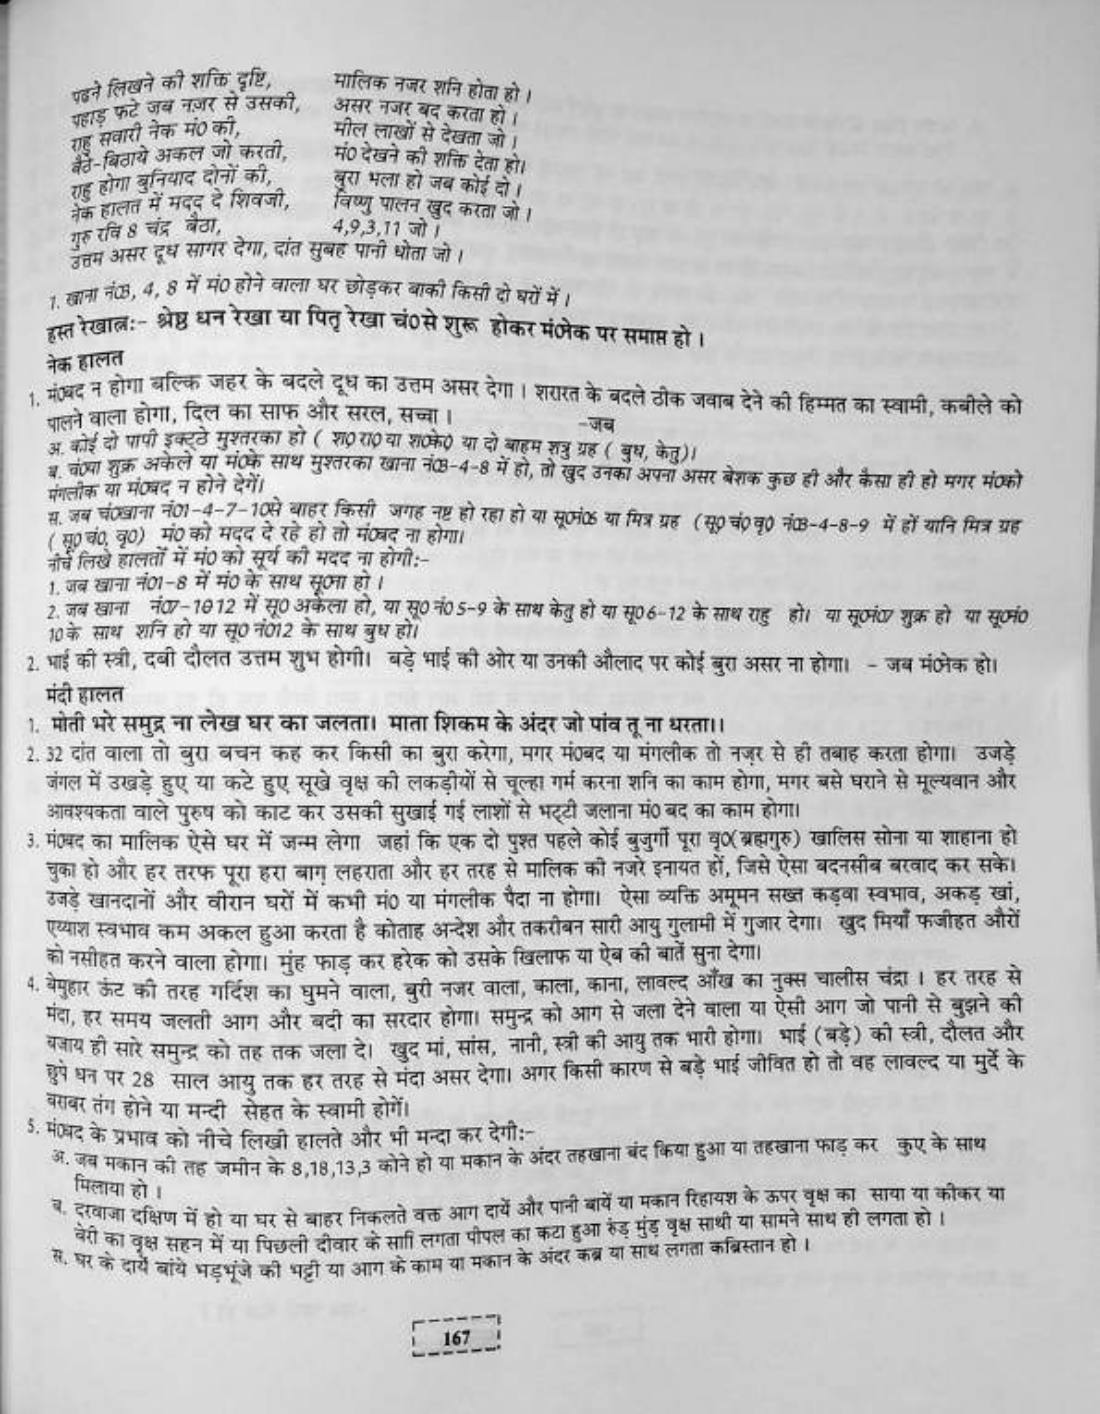 पढने लिखने की शक्ति दृष्टि, मालिक नजर शनि होता हो।
पहाड़ फटे जब नज़र से उसकी, असर नजर बद करता हो।
राहु सवारी नेक मं0 की, मील लाखों से देखता जो।
बैठे-बिठाये अकल जो करती, मं0 देखने की शक्ति देता हो।
राहु होगा बुनियाद दोनों की, बुरा भला हो जब कोई दो।
नेक हालत में मदद दे शिवजी, विष्णु पालन खुद करता जो।
गुरु रवि 8 चंद्र बैठा, 4,9,3,11 जो।
उत्तम असर दूध सागर देगा, दांत सुबह पानी धोता जो।
1. खाना नं03, 4, 8 में मं0 होने वाला घर छोड़कर बाकी किसी दो घरों में।
हस्त रेखाऩ:- श्रेष्ठ धन रेखा या पितृ रेखा चं0से शुरू होकर मं0नेक पर समाप्त हो।
नेक हालत
1. मं0बद न होगा बल्कि जहर के बदले दूध का उत्तम असर देगा। शरारत के बदले ठीक जवाब देने की हिम्मत का स्वामी, कबीले को
पालने वाला होगा, दिल का साफ और सरल, सच्चा। -जब
अ. कोई दो पापी इक्ट्ठे मुश्तरका हो ( श0 रा0 या श0के0 या दो बाहम शत्रु ग्रह ( बुध, केतु)।
ब. चं0या शुक्र अकेले या मं0के साथ मुश्तरका खाना नं03-4-8 में हो, तो खुद उनका अपना असर बेशक कुछ ही और कैसा ही हो मगर मं0को
मंगलीक या मं0बद न होने देगें।
स. जब चं0खाना नं01-4-7-10से बाहर किसी जगह नष्ट हो रहा हो या सू0नं06 या मित्र ग्रह (सू0 चं0 वृ0) नं03-4-8-9 में हों यानि मित्र ग्रह
( सू0 चं0, वृ0) मं0 को मदद दे रहे हो तो मं0बद ना होगा।
नीचे लिखे हालतों में मं0 को सूर्य की मदद ना होगी:-
1. जब खाना नं01-8 में मं0 के साथ सू0ना हो।
2. जब खाना नं07-1012 में सू0 अकेला हो, या सू0 नं0 5-9 के साथ केतु हो या सू0 6-12 के साथ राहु हो। या सू0नं07 शुक्र हो या सू0नं0
10 के साथ शनि हो या सू0 नं012 के साथ बुध हो।
2. भाई की स्त्री, दबी दौलत उत्तम शुभ होगी। बड़े भाई की ओर या उनकी औलाद पर कोई बुरा असर ना होगा। - जब मं0नेक हो।
मंदी हालत
1. मोती भरे समुद्र ना लेख घर का जलता। माता शिकम के अंदर जो पांव तू ना धरता।।
2. 32 दांत वाला तो बुरा बचन कह कर किसी का बुरा करेगा, मगर मं0बद या मंगलीक तो नज़र से ही तबाह करता होगा। उजड़े
जंगल में उखड़े हुए या कटे हुए सूखे वृक्ष की लकड़ीयों से चूल्हा गर्म करना शनि का काम होगा, मगर बसे घराने से मूल्यवान और
आवश्यकता वाले पुरुष को काट कर उसकी सुखाई गई लाशों से भट्टी जलाना मं0 बद का काम होगा।
3. मं0बद का मालिक ऐसे घर में जन्म लेगा जहां कि एक दो पुश्त पहले कोई बुजुर्गी पूरा वृ0(ब्रह्मगुरु) खालिस सोना या शाहाना हो
चुका हो और हर तरफ पूरा हरा बाग लहराता और हर तरह से मालिक की नजरे इनायत हों, जिसे ऐसा बदनसीब बरवाद कर सके।
उजड़े खानदानों और वीरान घरों में कभी मं0 या मंगलीक पैदा ना होगा। ऐसा व्यक्ति अमूमन सख्त कड़वा स्वभाव, अकड़ खां,
एय्याश स्वभाव कम अकल हुआ करता है कोताह अन्देश और तकरीबन सारी आयु गुलामी में गुजार देगा। खुद मियाँ फजीहत औरों
को नसीहत करने वाला होगा। मुंह फाड़ कर हरेक को उसके खिलाफ या ऐब की बातें सुना देगा।
4. बेमुहार ऊंट की तरह गर्दिश का घुमने वाला, बुरी नजर वाला, काला, काना, लावल्द आँख का नुक्स चालीस चंद्रा। हर तरह से
मंदा, हर समय जलती आग और बदी का सरदार होगा। समुन्द्र को आग से जला देने वाला या ऐसी आग जो पानी से बुझने की
बजाय ही सारे समुन्द्र को तह तक जला दे। खुद मां, सांस, नानी, स्त्री की आयु तक भारी होगा। भाई (बड़े) की स्त्री, दौलत और
छुपे धन पर 28 साल आयु तक हर तरह से मंदा असर देगा। अगर किसी कारण से बड़े भाई जीवित हो तो वह लावल्द या मुर्दे के
बराबर तंग होने या मन्दी सेहत के स्वामी होगें।
5. मं0बद के प्रभाव को नीचे लिखी हालते और भी मन्दा कर देगी:-
अ. जब मकान की तह जमीन के 8,18,13,3 कोने हो या मकान के अंदर तहखाना बंद किया हुआ या तहखाना फाड़ कर कुए के साथ
मिलाया हो।
ब. दरवाजा दक्षिण में हो या घर से बाहर निकलते वक्त आग दायें और पानी बायें या मकान रिहायश के ऊपर वृक्ष का साया या कीकर या
बेरी का वृक्ष सहन में या पिछली दीवार के साति लगता पीपल का कटा हुआ रुंड़ मुंड़ वृक्ष साथी या सामने साथ ही लगता हो।
स. घर के दायें बांये भड़भूंजे की भट्टी या आग के काम या मकान के अंदर कब्र या साथ लगता कब्रिस्तान हो।
167